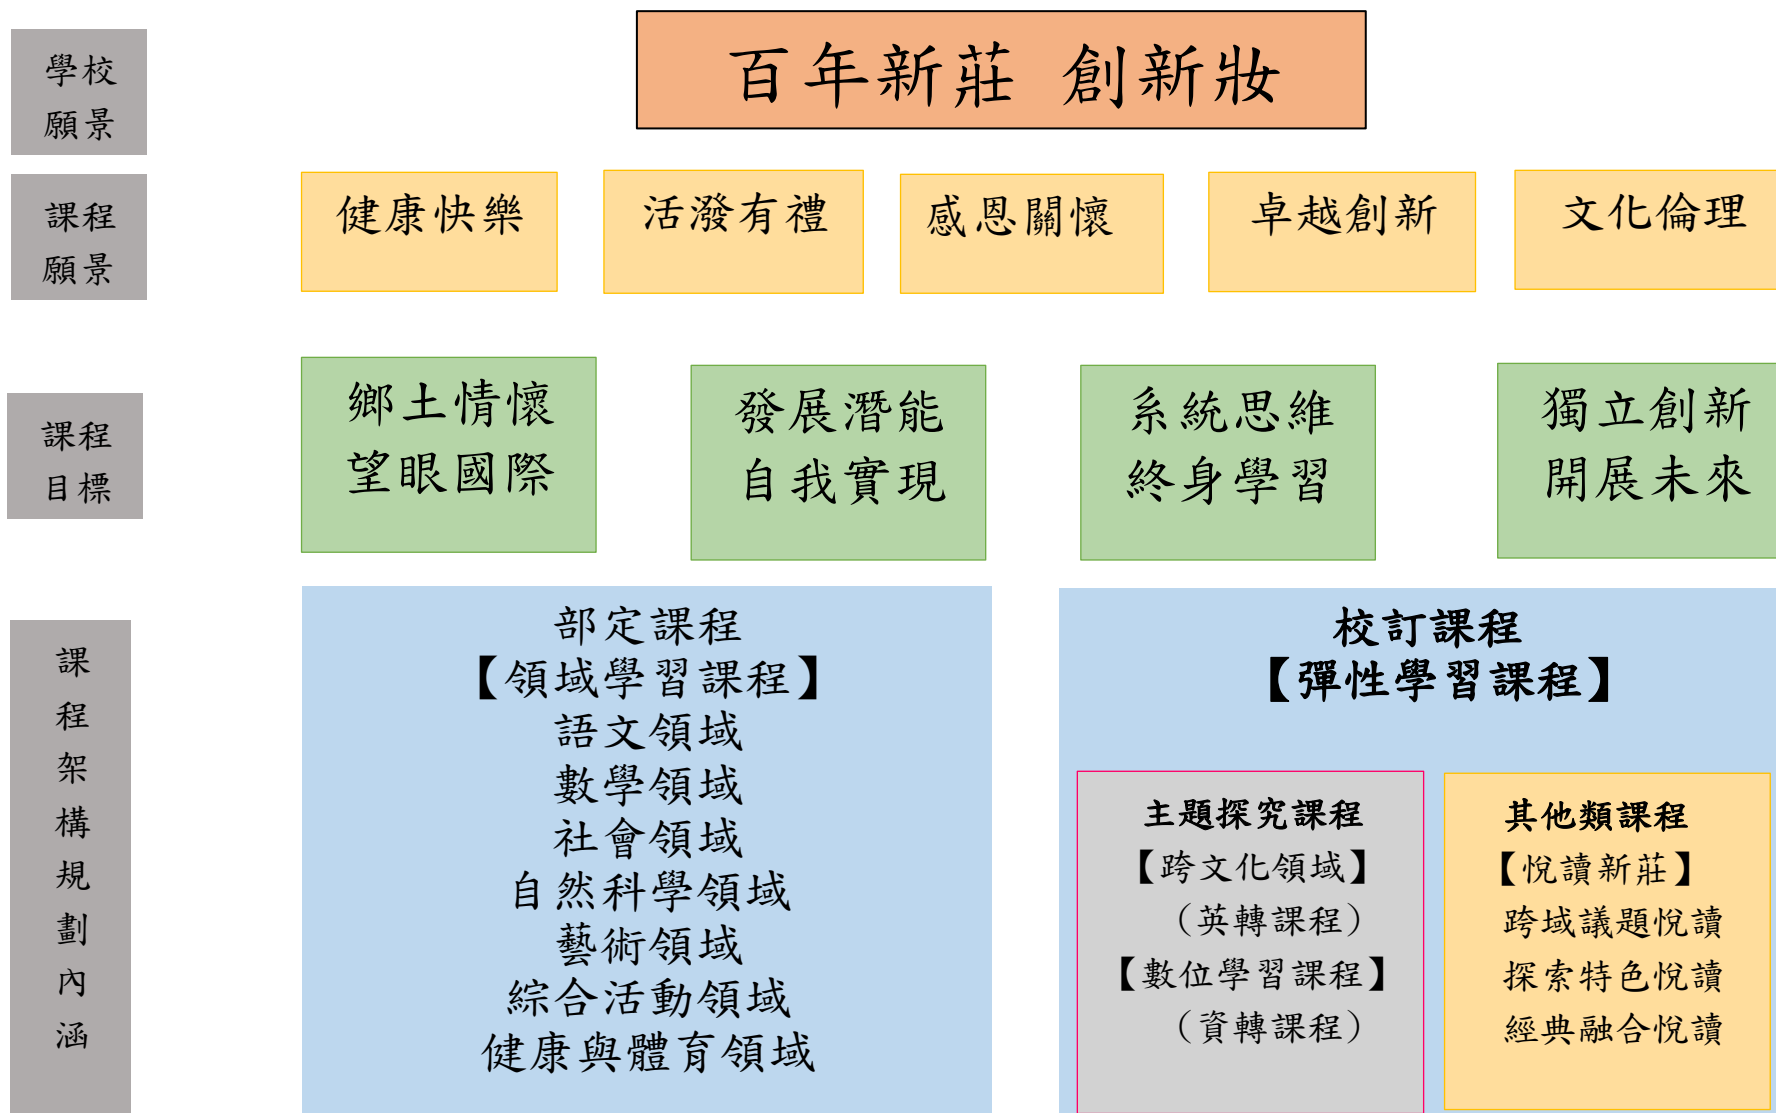 學校
願景
百年新莊 創新妝
課程
願景
健康快樂
活潑有禮
感恩關懷
卓越創新
文化倫理
課程
目標
鄉土情懷
望眼國際
發展潛能
自我實現
系統思維
終身學習
獨立創新
開展未來
課
程
架
構
規
劃
內
涵
部定課程
【領域學習課程】
語文領域
數學領域
社會領域
自然科學領域
藝術領域
綜合活動領域
健康與體育領域
校訂課程
【彈性學習課程】
主題探究課程
【跨文化領域】
（英轉課程）
【數位學習課程】
（資轉課程）
其他類課程
【悅讀新莊】
跨域議題悅讀
探索特色悅讀
經典融合悅讀